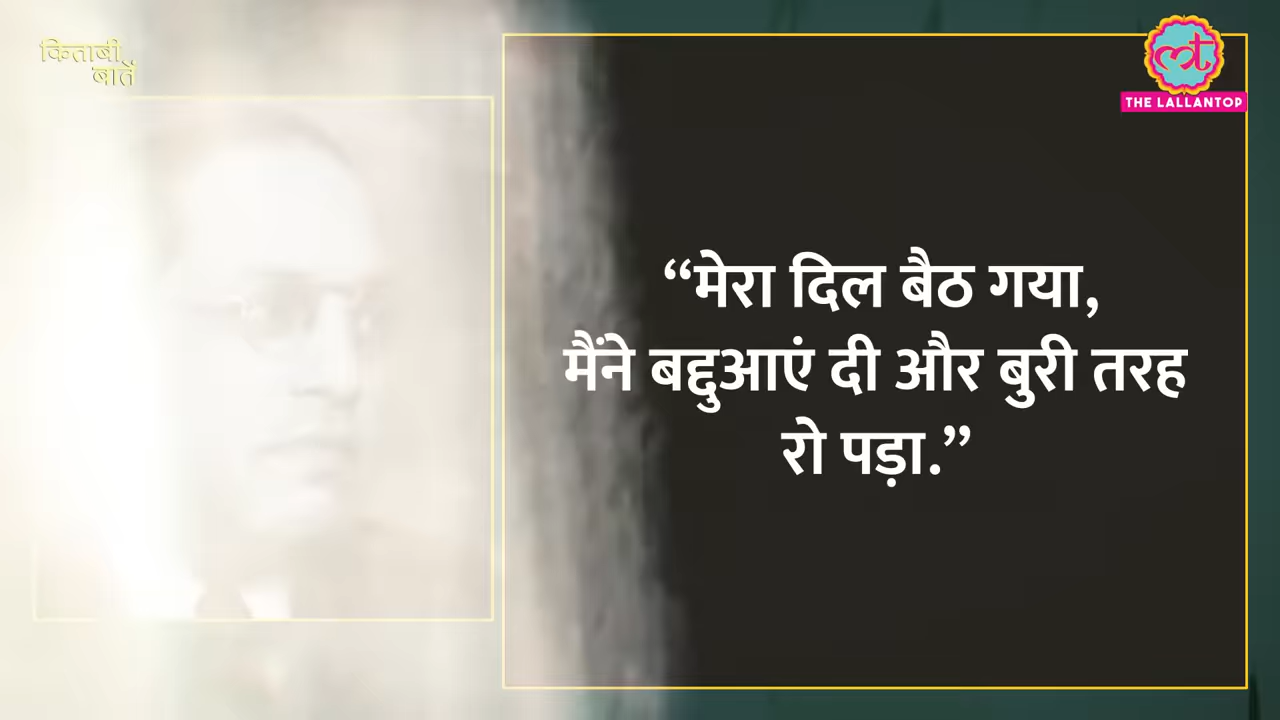 किताबी
बातें
THE LALLANTOP
“मेरा दिल बैठ गया,
मैंने बद्दुआएं दी और बुरी तरह
रो पड़ा.”